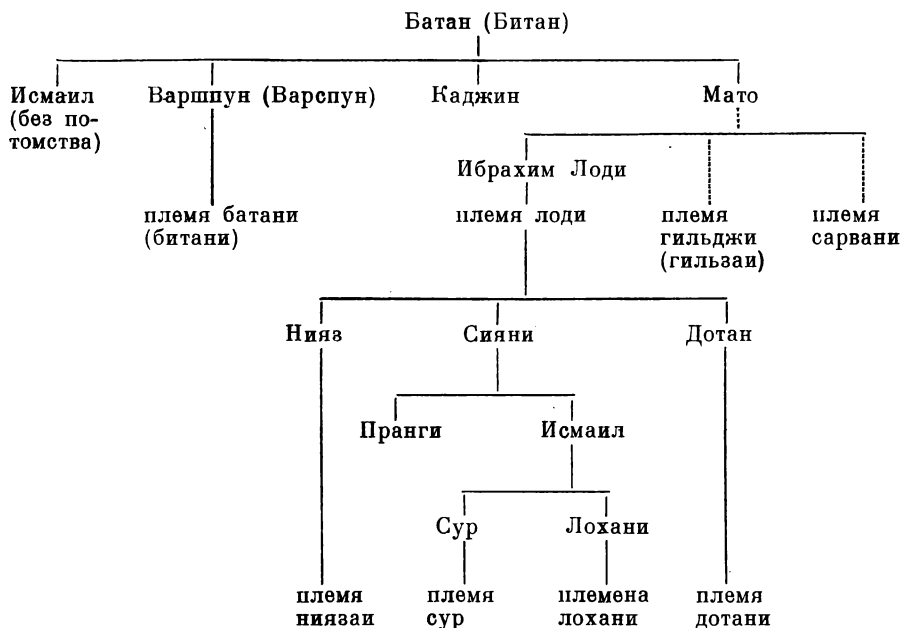 Батан (Битан)
Исмаил
(без по-
томства)
Варшпун (Варспун)
Каджин
Мато
Ибрахим Лоди
племя батани
(битани)
племя лоди
племя
гильджи
(гильзаи)
племя
сарвани
Нияз
Сияни
Дотан
Пранги
Исмаил
Сур
Лохани
племя
ниязаи
племя
сур
племена
лохани
племя
дотани